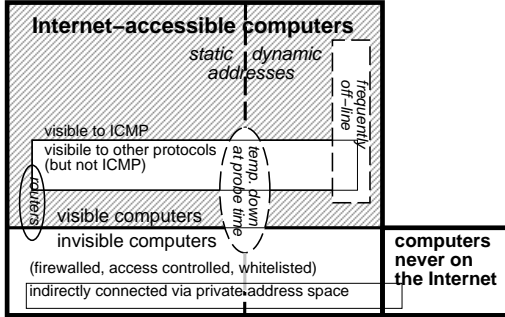 Internet–accessible computers
static dynamic
addresses
frequently
off–line
visible to ICMP
visibile to other protocols
(but not ICMP)
temp. down
at probe time
routers
visible computers
invisible computers
(firewalled, access controlled, whitelisted)
indirectly connected via private address space
computers
never on
the Internet